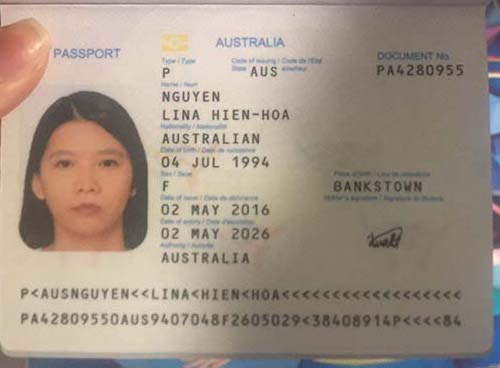 PASSPORT
AUSTRALIA
Type / Type
Code of issuing / Code de l'État
State émetteur
DOCUMENT No.
P AUS PA4280955
Name / Nom
NGUYEN
LINA HIEN-HOA
Nationality / Nationalité
AUSTRALIAN
Date of birth / Date de naissance
04 JUL 1994
Sex / Sexe
Place of birth / Lieu de naissance
F BANKSTOWN
Date of issue / Date de délivrance
Holder's signature / Signature du titulaire
02 MAY 2016
Date of expiry / Date d'expiration
02 MAY 2026
Authority / Autorité
AUSTRALIA
P<AUSNGUYEN<<LINA<HIEN<HOA<<<<<<<<<<<<<<<<<<
PA42809550AUS9407048F2605029<38408914P<<<<84